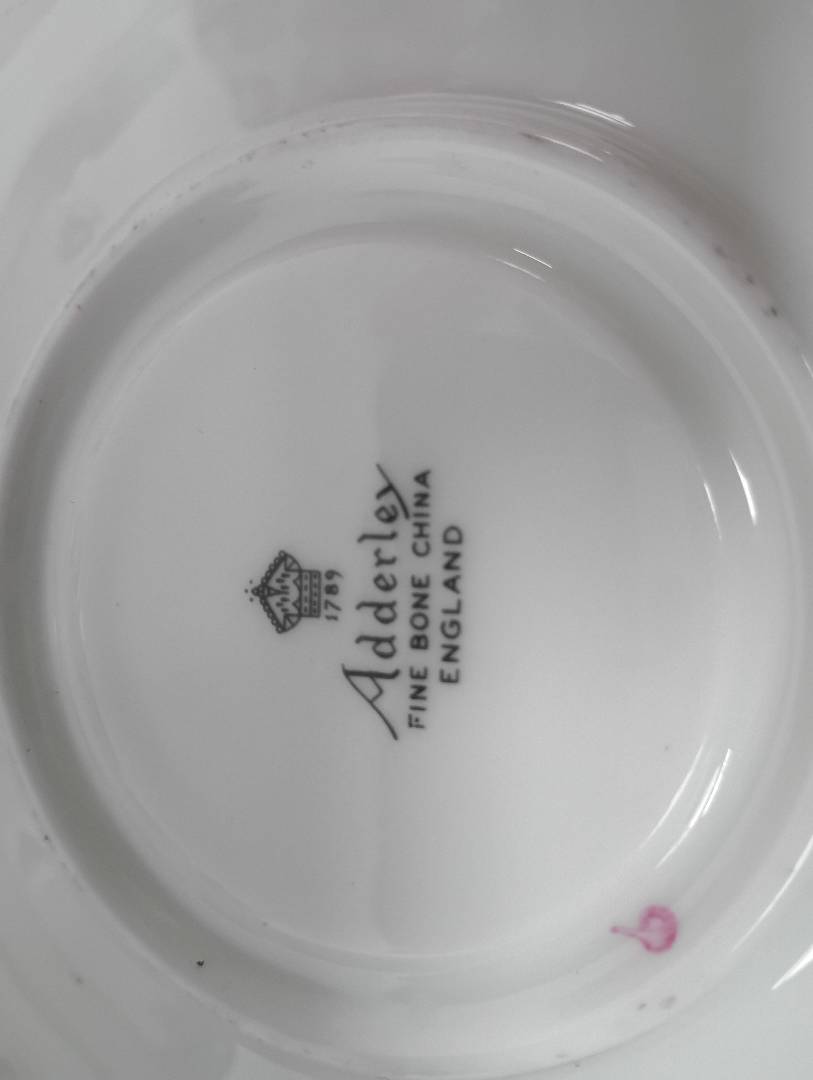 1789
Adderley
FINE BONE CHINA
ENGLAND